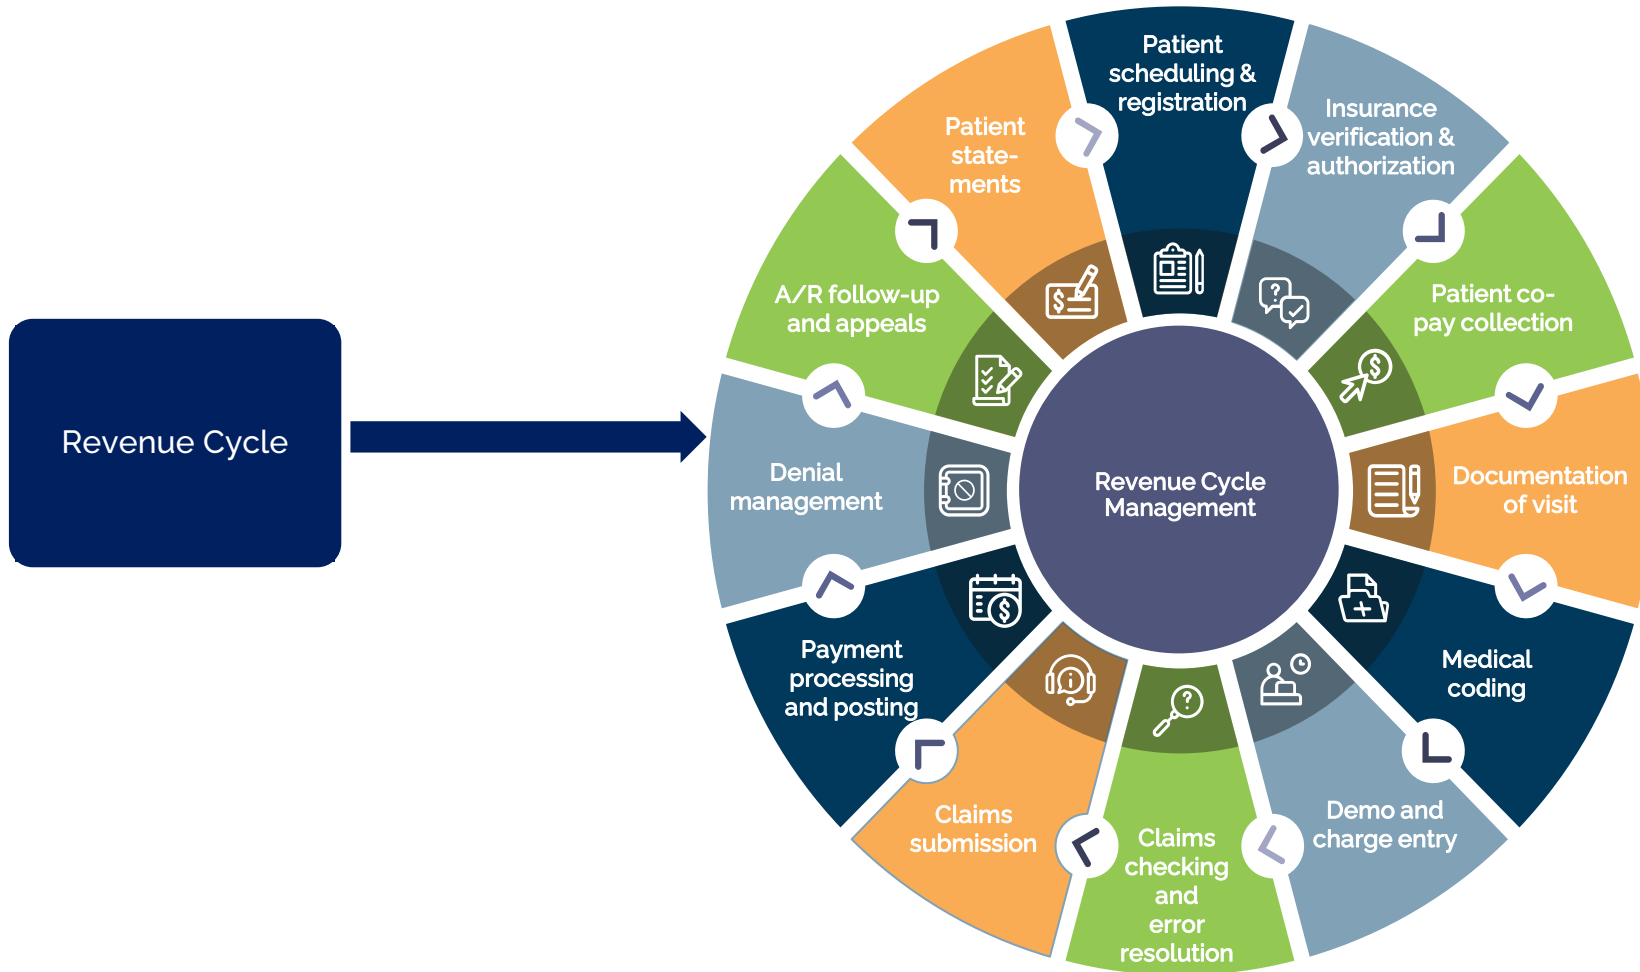 Revenue Cycle
Patient
scheduling &
registration
Insurance
verification &
authorization
Patient co-
pay collection
Documentation
of visit
Medical
coding
Demo and
charge entry
Claims
checking
and
error
resolution
Claims
submission
Payment
processing
and posting
Denial
management
A/R follow-up
and appeals
Patient
state-
ments
Revenue Cycle
Management